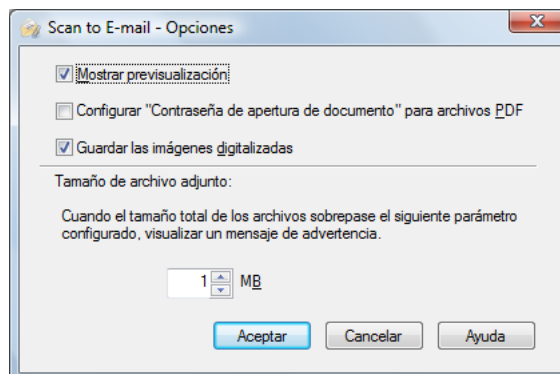 Scan to E-mail - Opciones
Mostrar previsualización
Configurar "Contraseña de apertura de documento" para archivos PDF
Guardar las imágenes digitalizadas
Tamaño de archivo adjunto:
Cuando el tamaño total de los archivos sobrepase el siguiente parámetro
configurado, visualizar un mensaje de advertencia.
1 MB
Aceptar Cancelar Ayuda